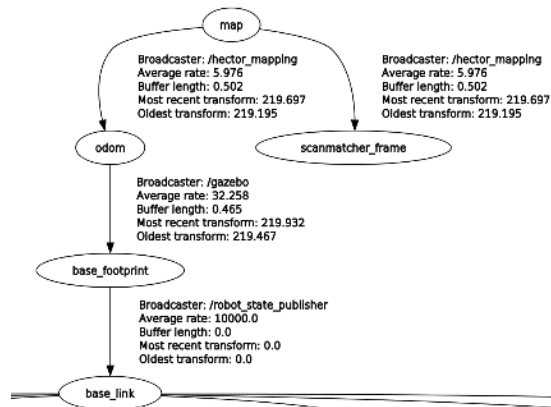 map
Broadcaster: /hector_mapping
Average rate: 5.976
Buffer length: 0.502
Most recent transform: 219.697
Oldest transform: 219.195
Broadcaster: /hector_mapping
Average rate: 5.976
Buffer length: 0.502
Most recent transform: 219.697
Oldest transform: 219.195
odom
scanmatcher_frame
Broadcaster: /gazebo
Average rate: 32.258
Buffer length: 0.465
Most recent transform: 219.932
Oldest transform: 219.467
base_footprint
Broadcaster: /robot_state_publisher
Average rate: 10000.0
Buffer length: 0.0
Most recent transform: 0.0
Oldest transform: 0.0
base_link